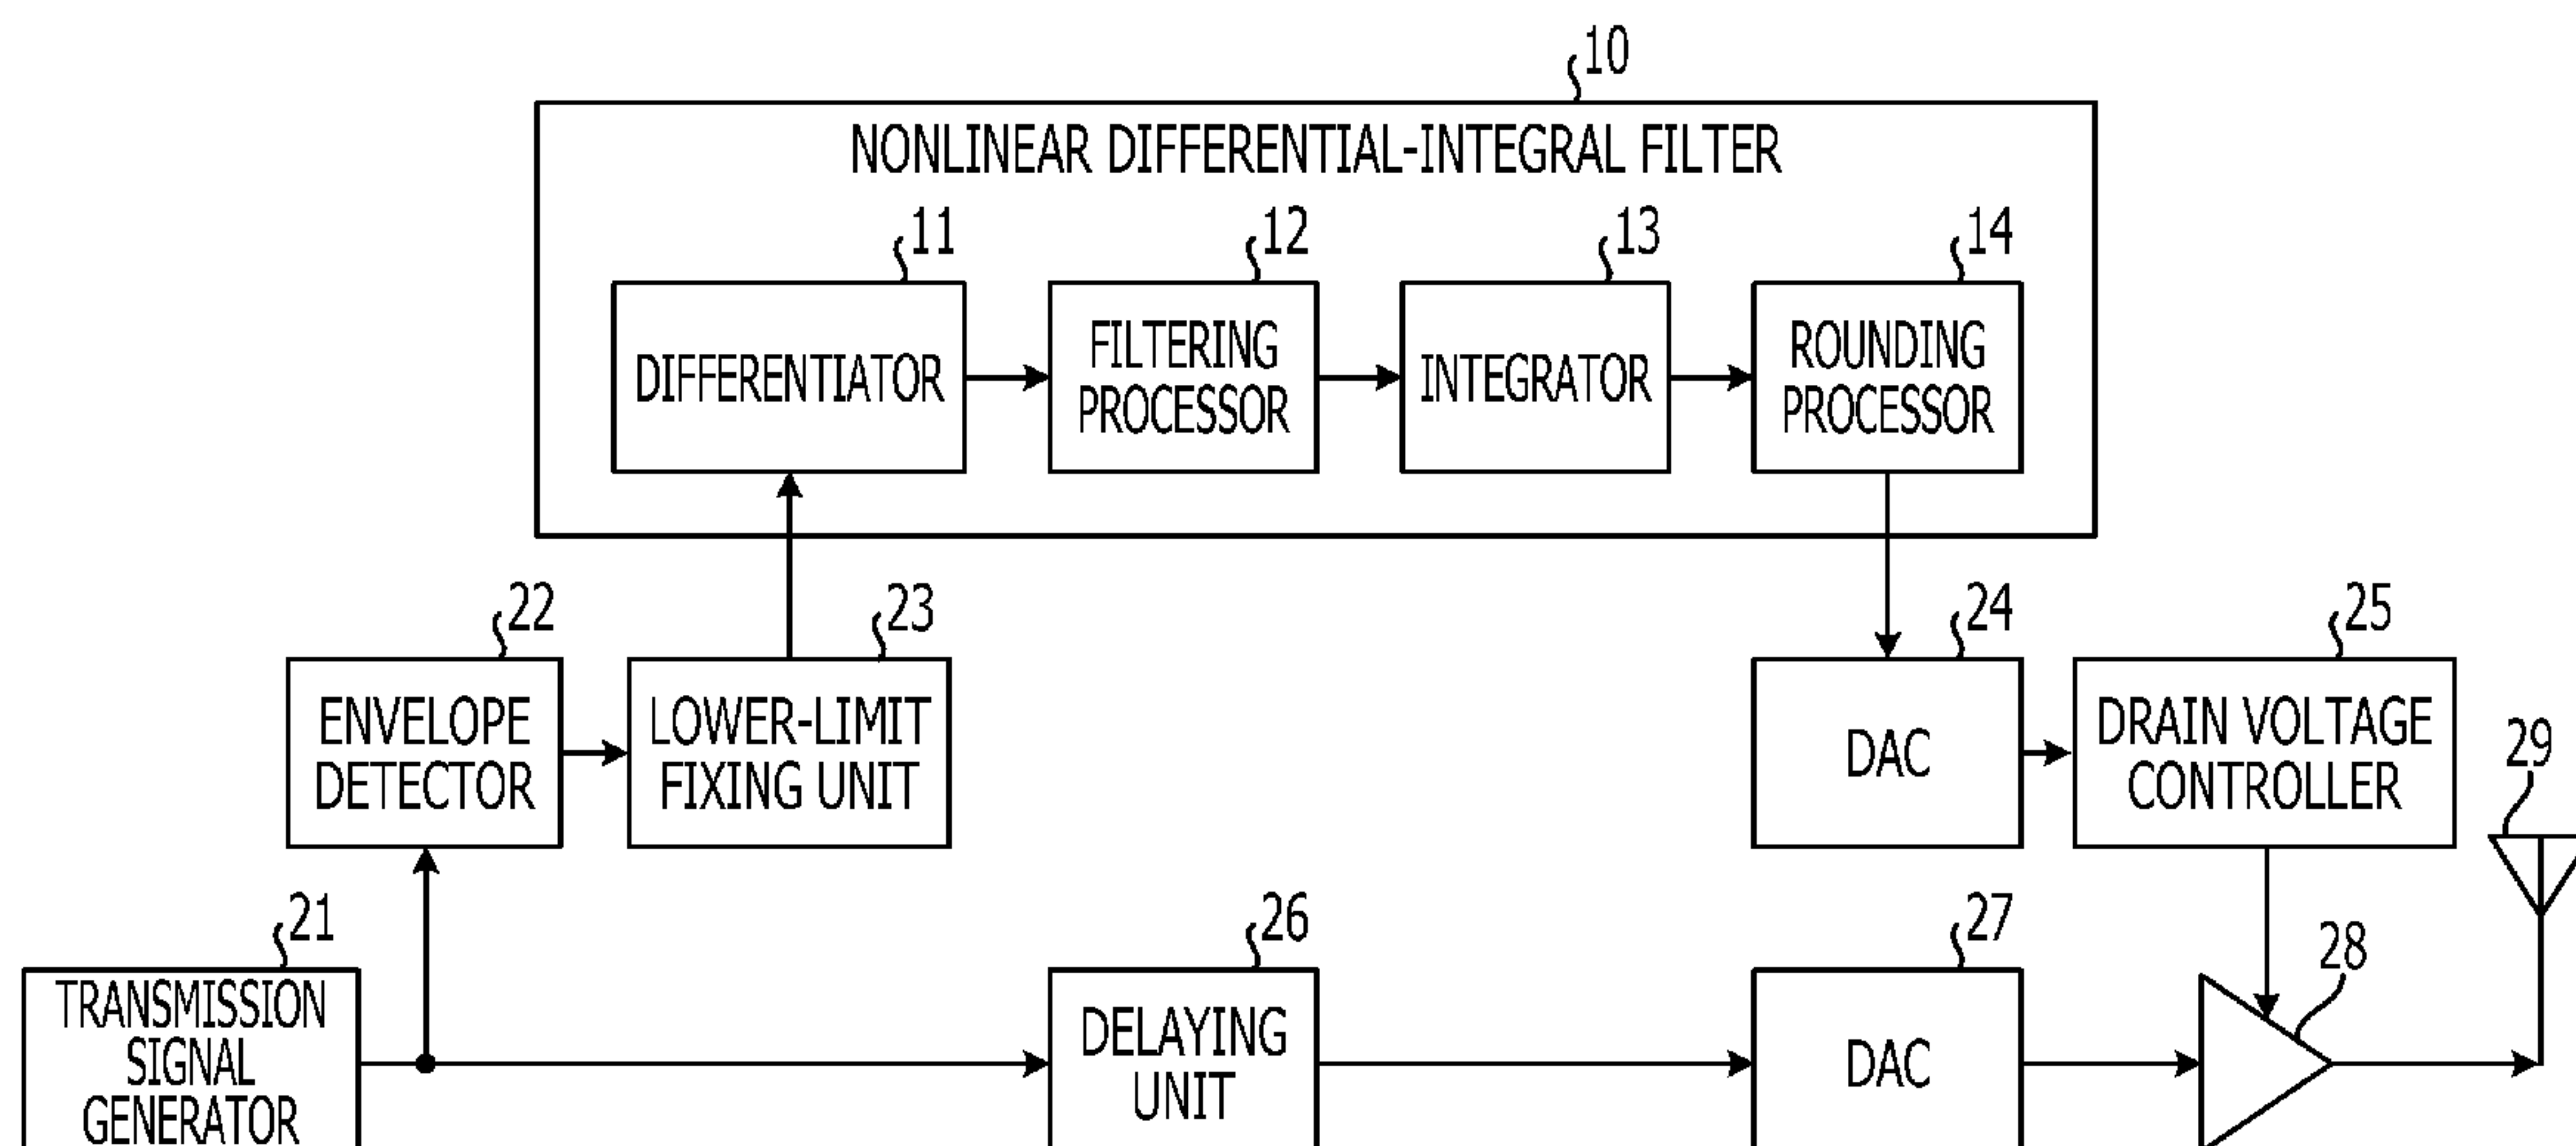 10
NONLINEAR DIFFERENTIAL-INTEGRAL FILTER
11
12
13
14
DIFFERENTIATOR
FILTERING
PROCESSOR
INTEGRATOR
ROUNDING
PROCESSOR
22
23
24
25
ENVELOPE
DETECTOR
LOWER-LIMIT
FIXING UNIT
DAC
DRAIN VOLTAGE
CONTROLLER
29
21
26
27
28
TRANSMISSION
SIGNAL
GENERATOR
DELAYING
UNIT
DAC